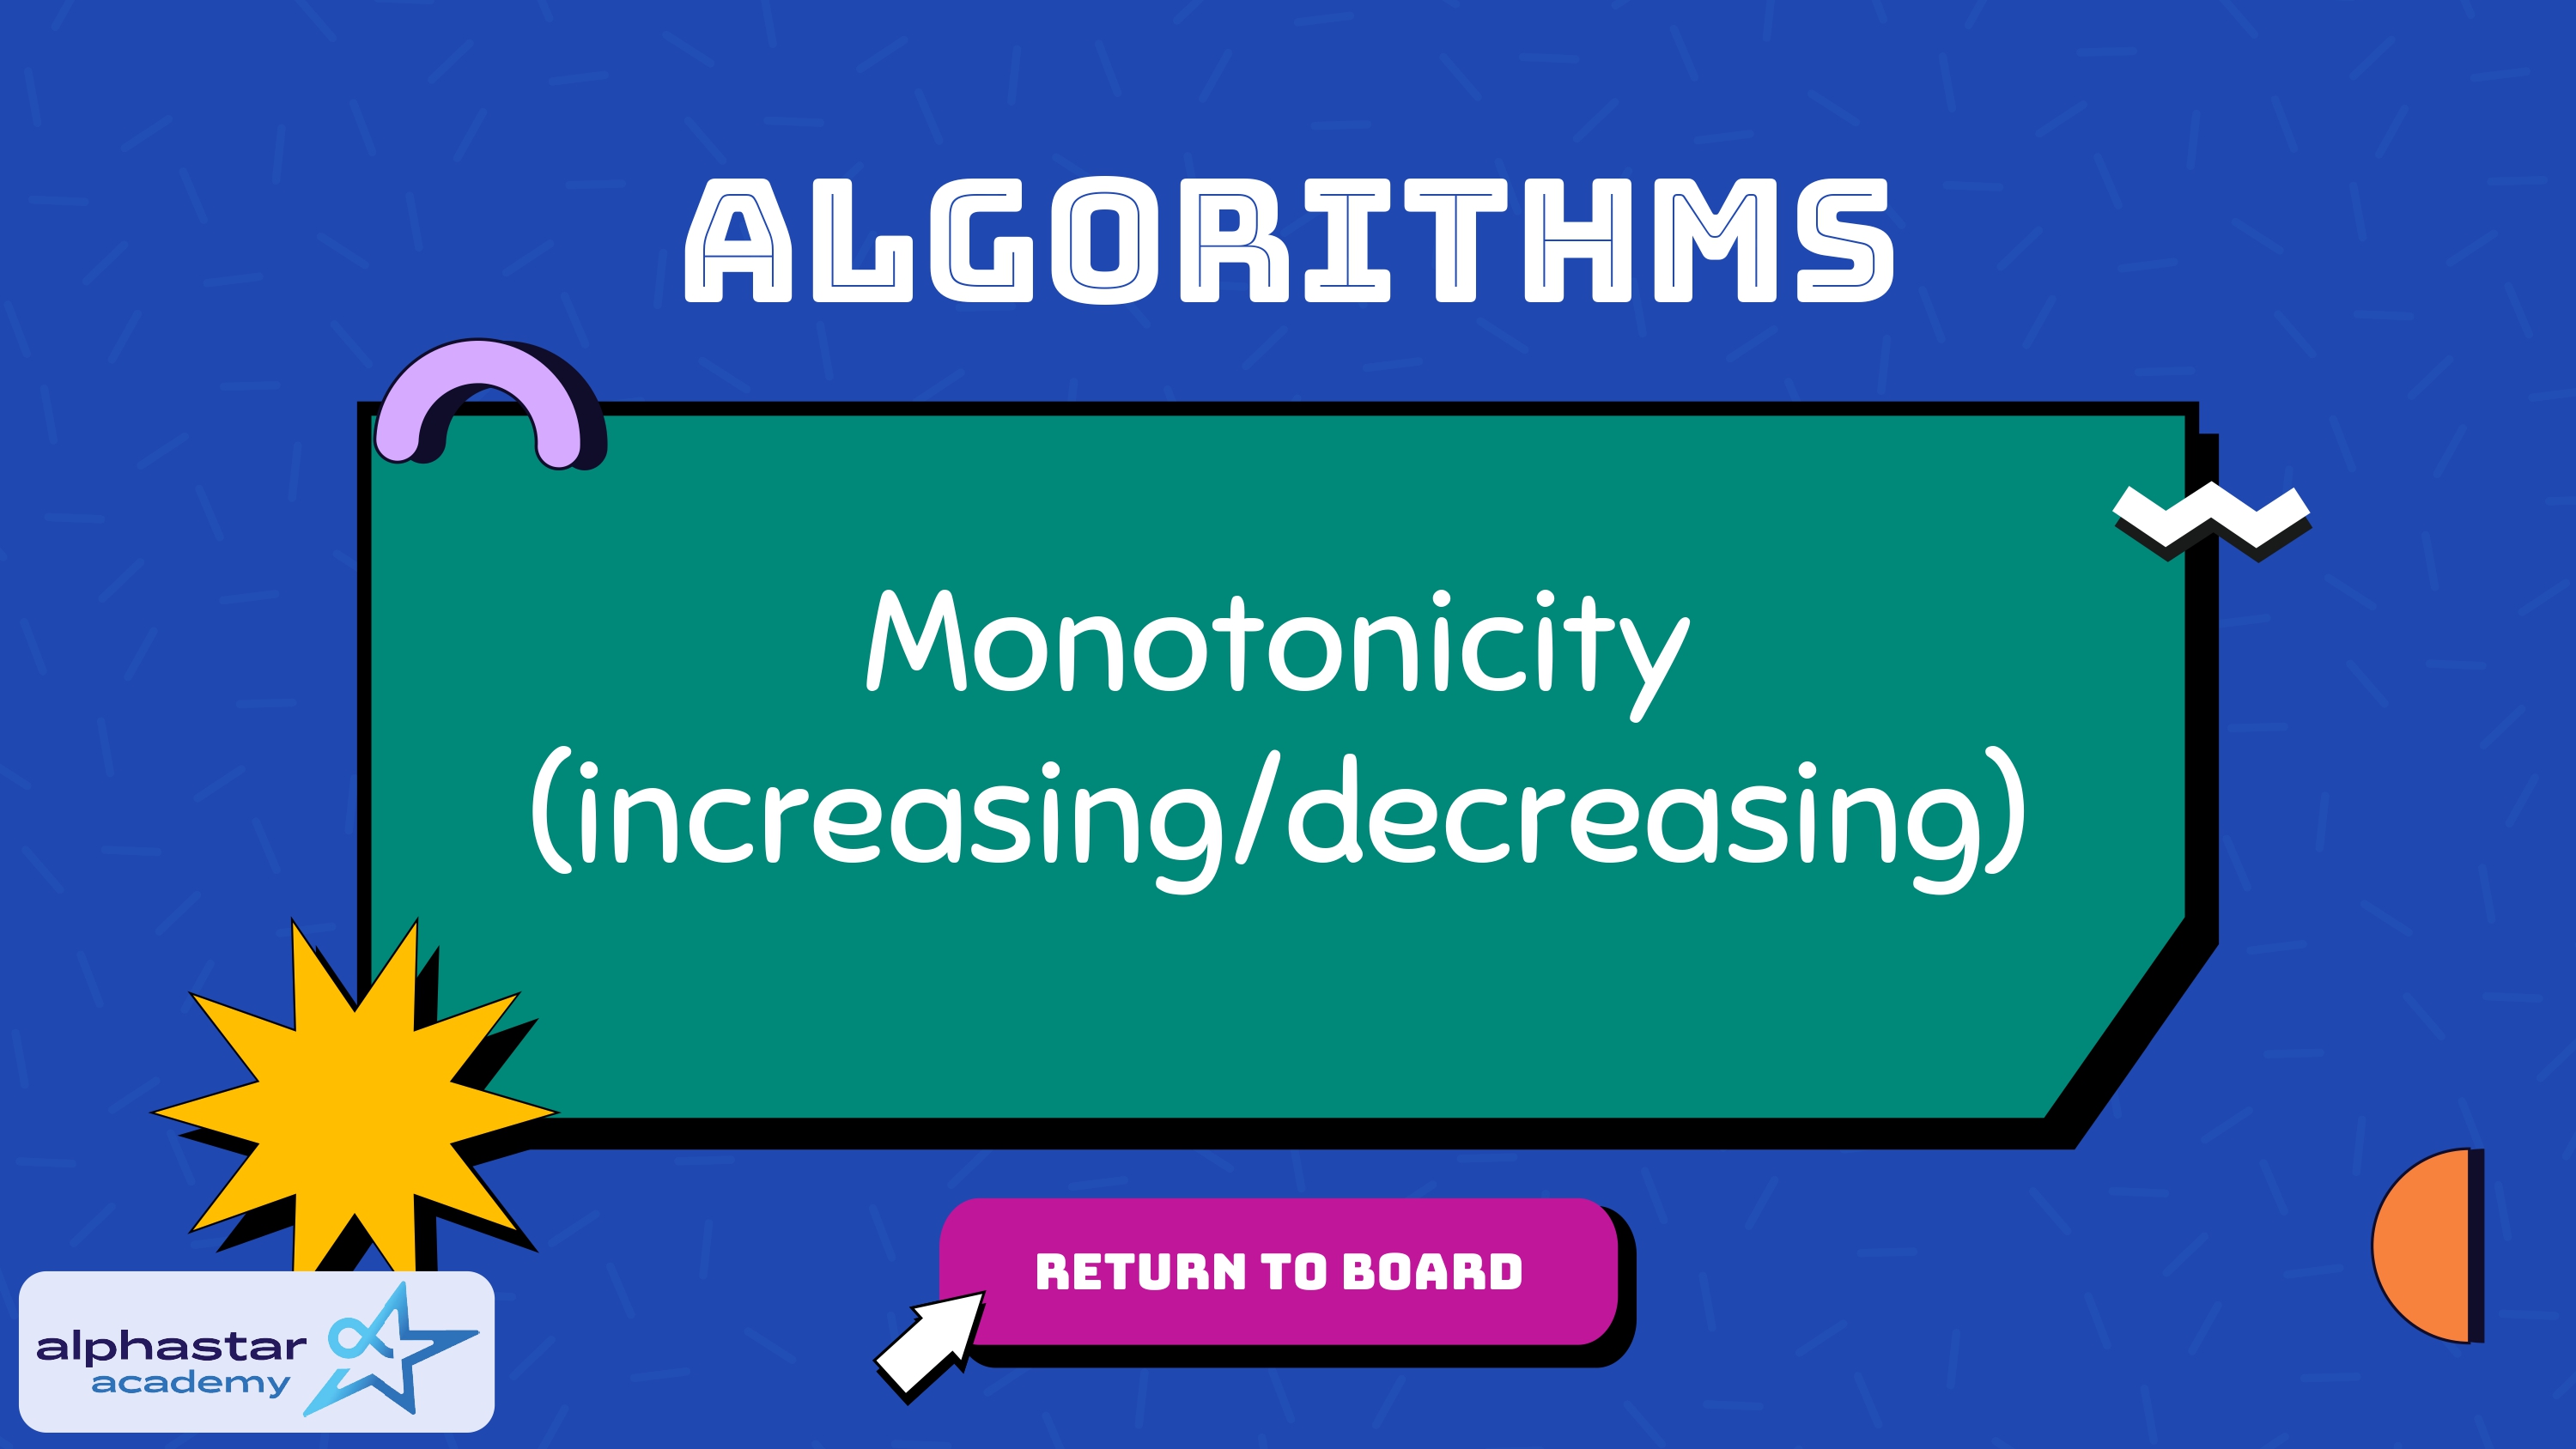 ALGORITHMS
Monotonicity
(increasing/decreasing)
RETURN TO BOARD
alphastar
academy